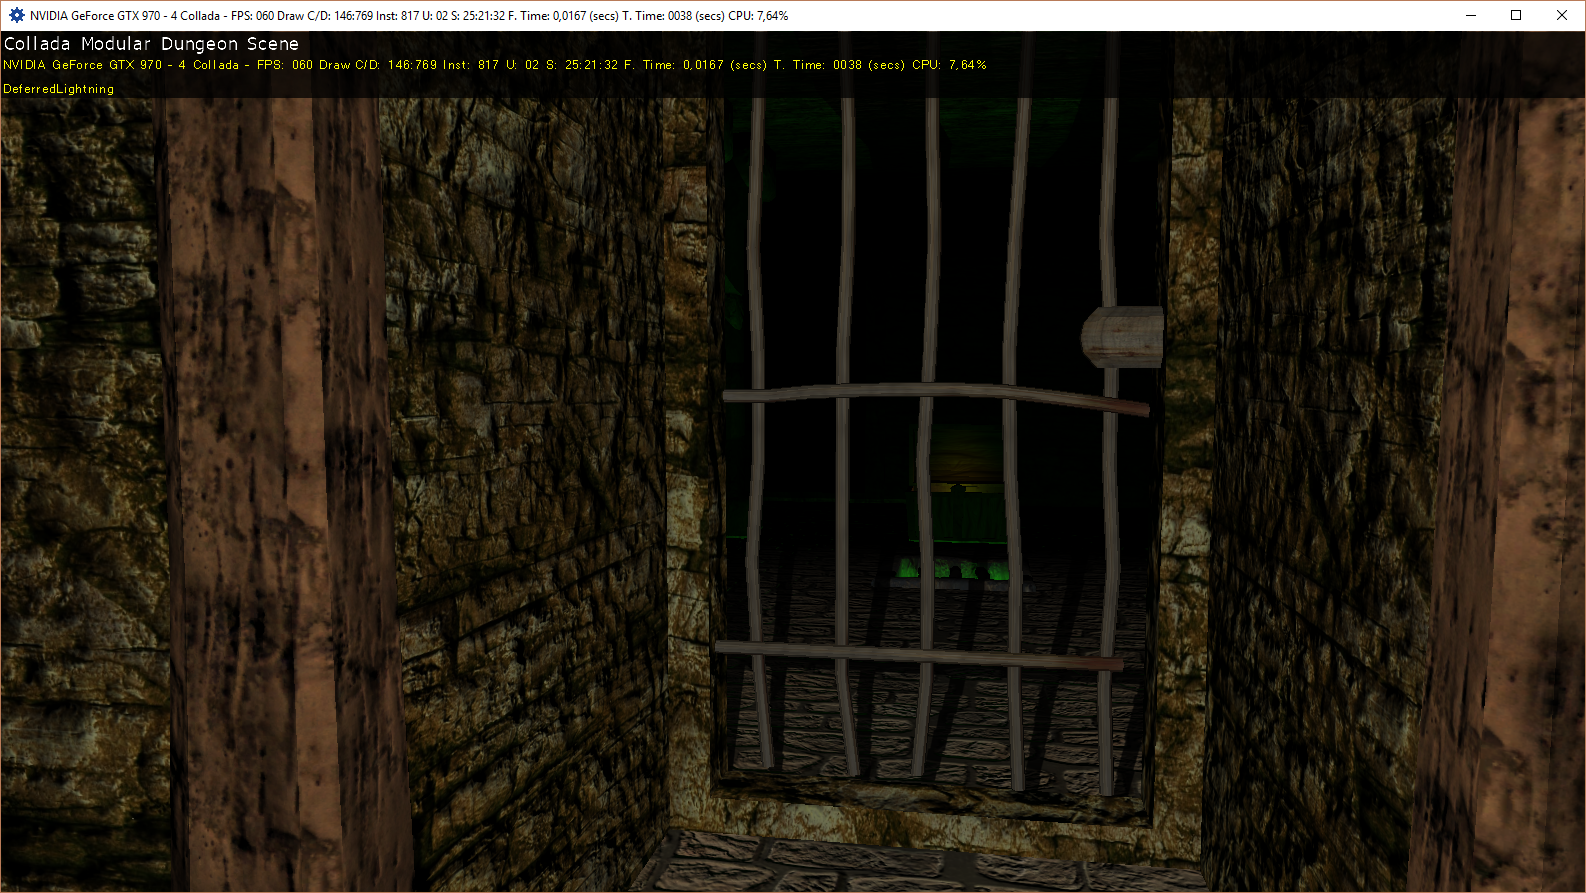 NVIDIA GeForce GTX 970 - 4 Collada - FPS: 060 Draw C/D: 146:769 Inst: 817 U: 02 S: 25:21:32 F. Time: 0,0167 (secs) T. Time: 0038 (secs) CPU: 7,64%
Collada Modular Dungeon Scene
NVIDIA GeForce GTX 970 - 4 Collada - FPS: 060 Draw C/D: 146:769 Inst: 817 U: 02 S: 25:21:32 F. Time: 0,0167 (secs) T. Time: 0038 (secs) CPU: 7,64%
DeferredLightning